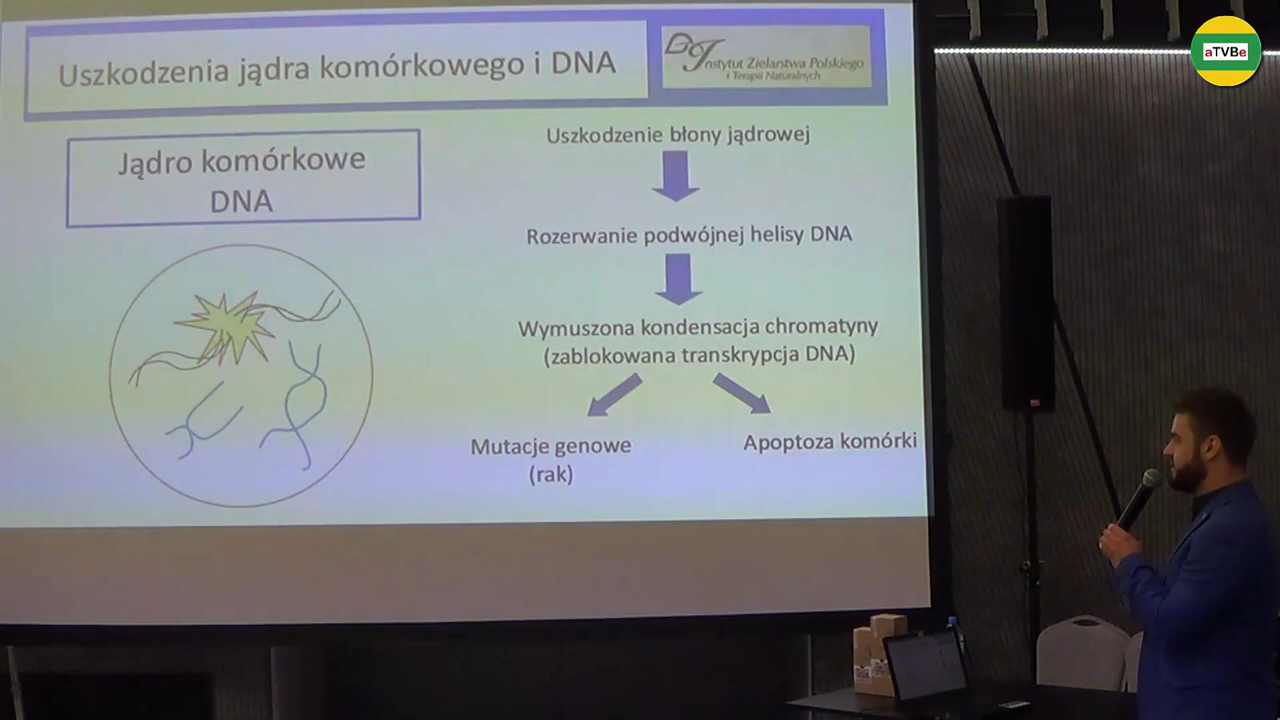 Uszkodzenia jądra komórkowego i DNA
Instytut Zielarstwa Polskiego
i Terapii Naturalnych
aTVBe
Jądro komórkowe
DNA
Uszkodzenie błony jądrowej
Rozerwanie podwójnej helisy DNA
Wymuszona kondensacja chromatyny
(zablokowana transkrypcja DNA)
Mutacje genowe
(rak)
Apoptoza komórki